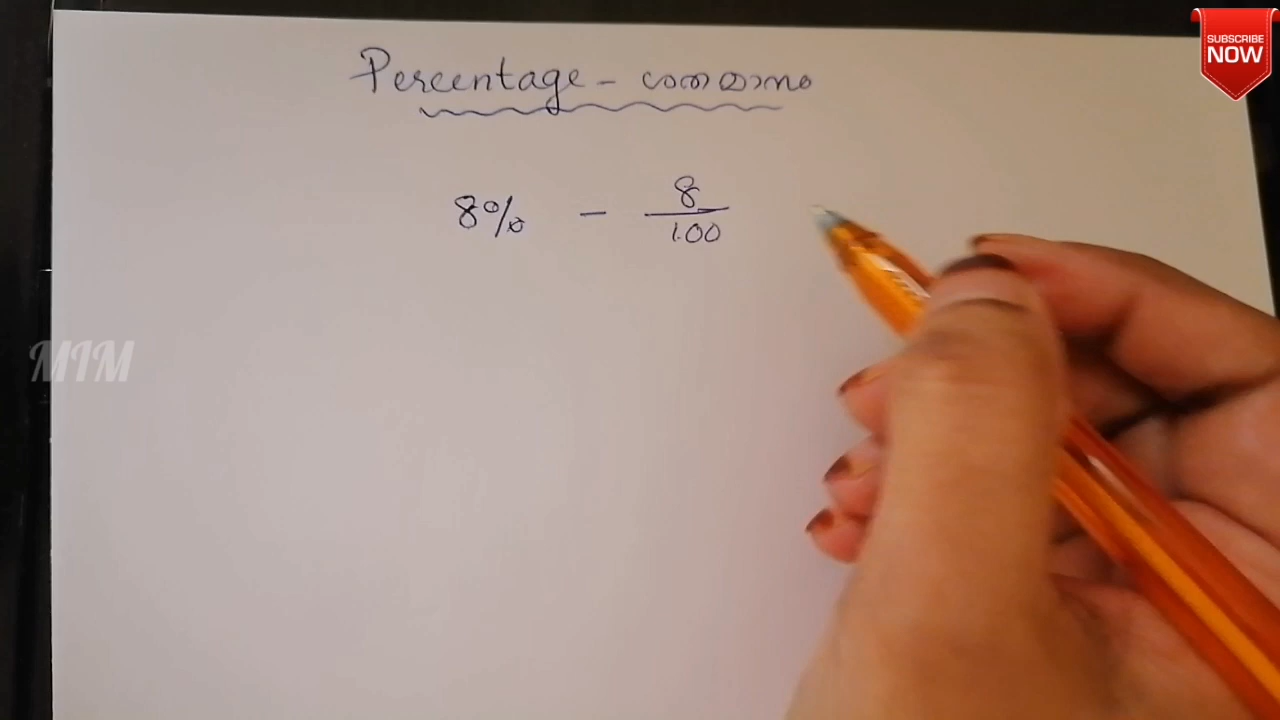 Percentage - ശതമാനം
8% - 8/100
MIM
SUBSCRIBE
NOW